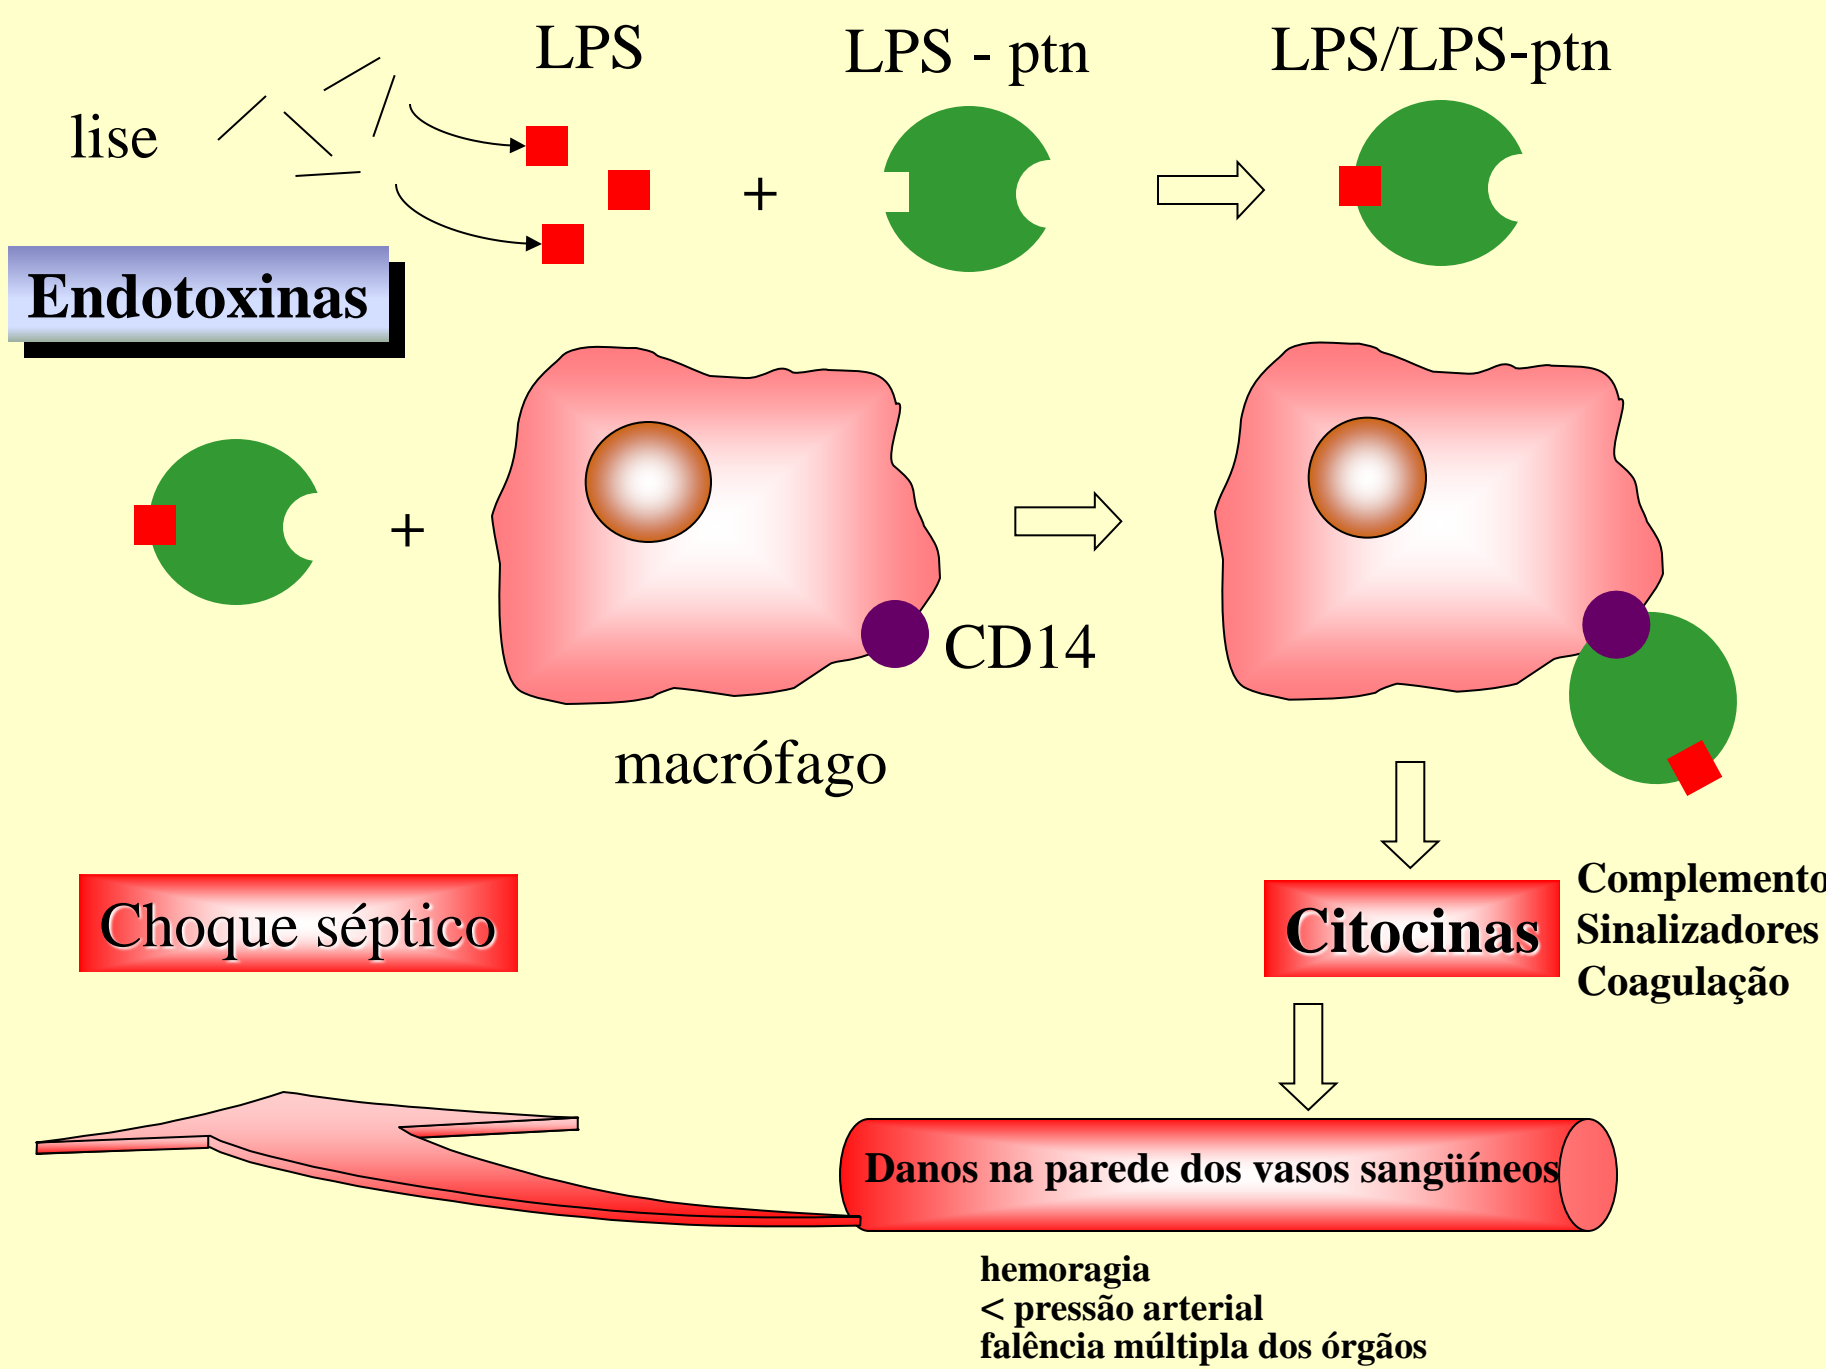 LPS
LPS - ptn
LPS/LPS-ptn
lise
+
Endotoxinas
+
CD14
macrófago
Choque séptico
Citocinas
Complemento
Sinalizadores
Coagulação
Danos na parede dos vasos sangüíneos
hemoragia
< pressão arterial
falência múltipla dos órgãos